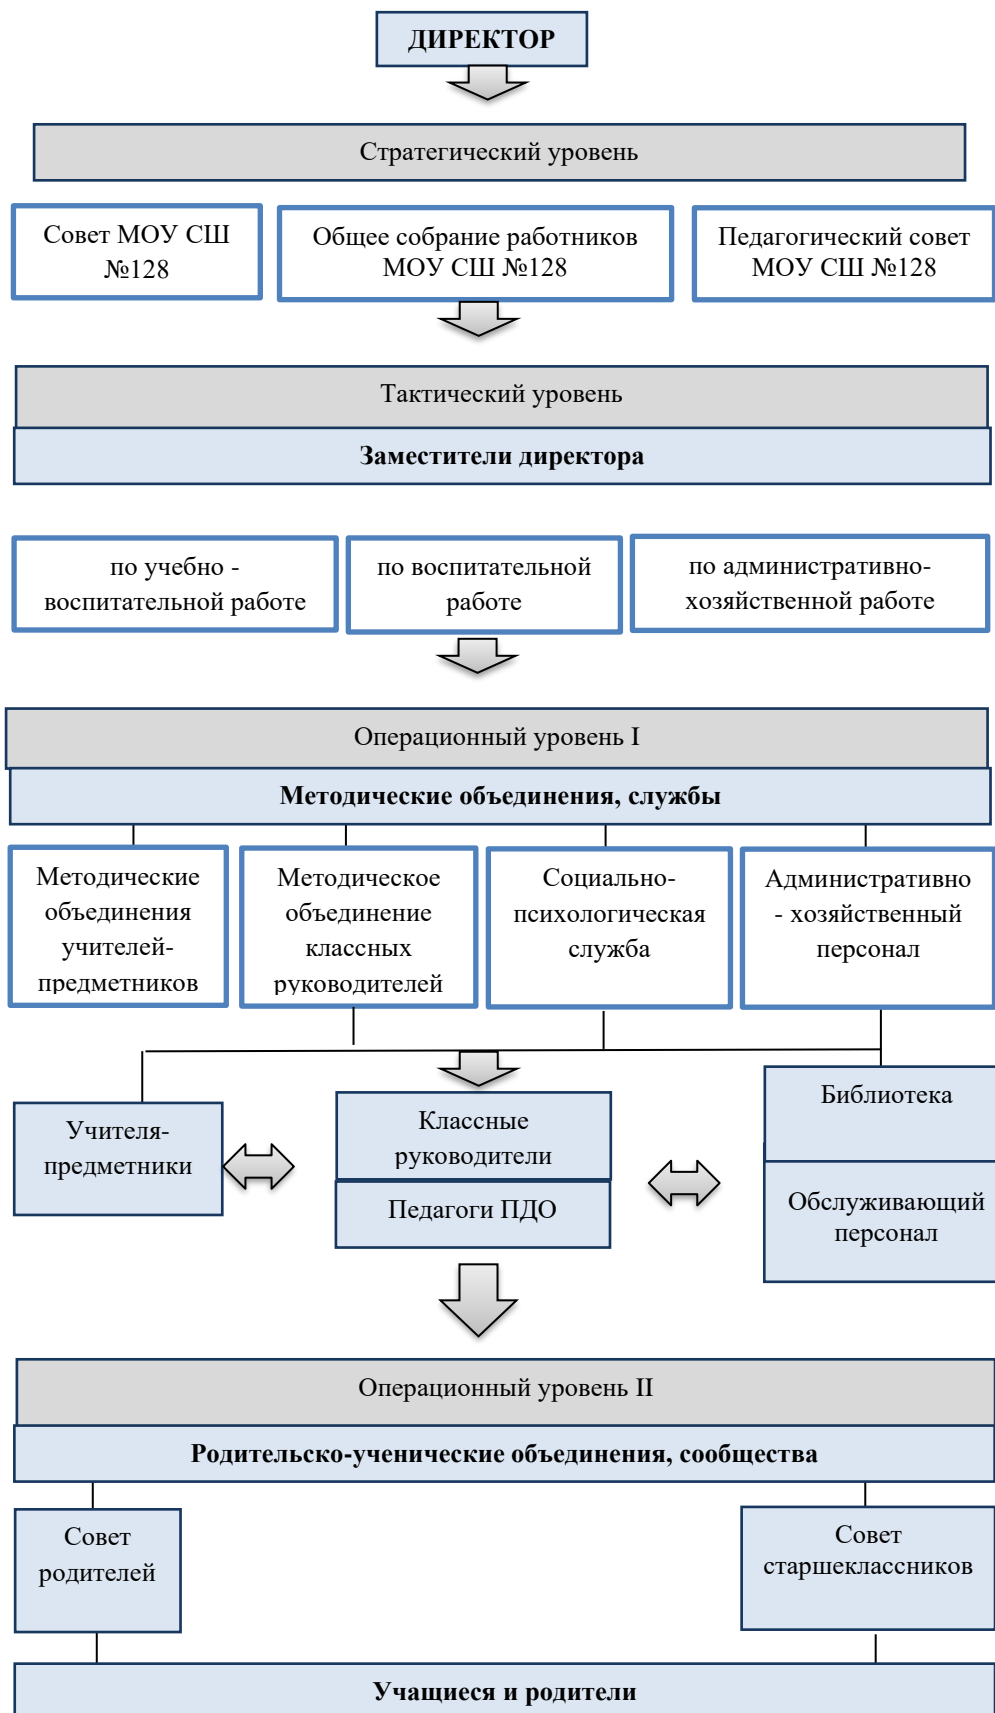 ДИРЕКТОР
Стратегический уровень
Совет МОУ СШ
№128
Общее собрание работников
МОУ СШ №128
Педагогический совет
МОУ СШ №128
Тактический уровень
Заместители директора
по учебно -
воспитательной работе
по воспитательной
работе
по административно-
хозяйственной работе
Операционный уровень I
Методические объединения, службы
Методические
объединения
учителей-
предметников
Методическое
объединение
классных
руководителей
Социально-
психологическая
служба
Административно
- хозяйственный
персонал
Учителя-
предметники
Классные
руководители
Педагоги ПДО
Библиотека
Обслуживающий
персонал
Операционный уровень II
Родительско-ученические объединения, сообщества
Совет
родителей
Совет
старшеклассников
Учащиеся и родители